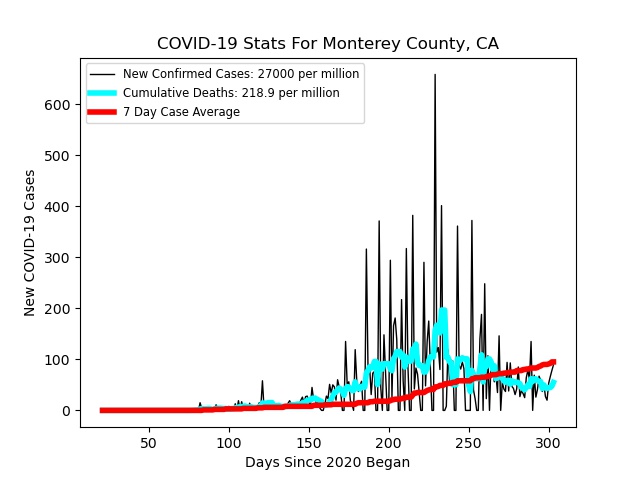 COVID-19 Stats For Monterey County, CA
New Confirmed Cases: 27000 per million
Cumulative Deaths: 218.9 per million
7 Day Case Average
New COVID-19 Cases
600
500
400
300
200
100
0
50 100 150 200 250 300
Days Since 2020 Began